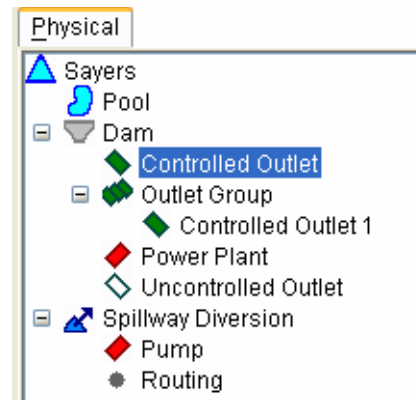 Physical
Sayers
Pool
Dam
Controlled Outlet
Outlet Group
Controlled Outlet 1
Power Plant
Uncontrolled Outlet
Spillway Diversion
Pump
Routing